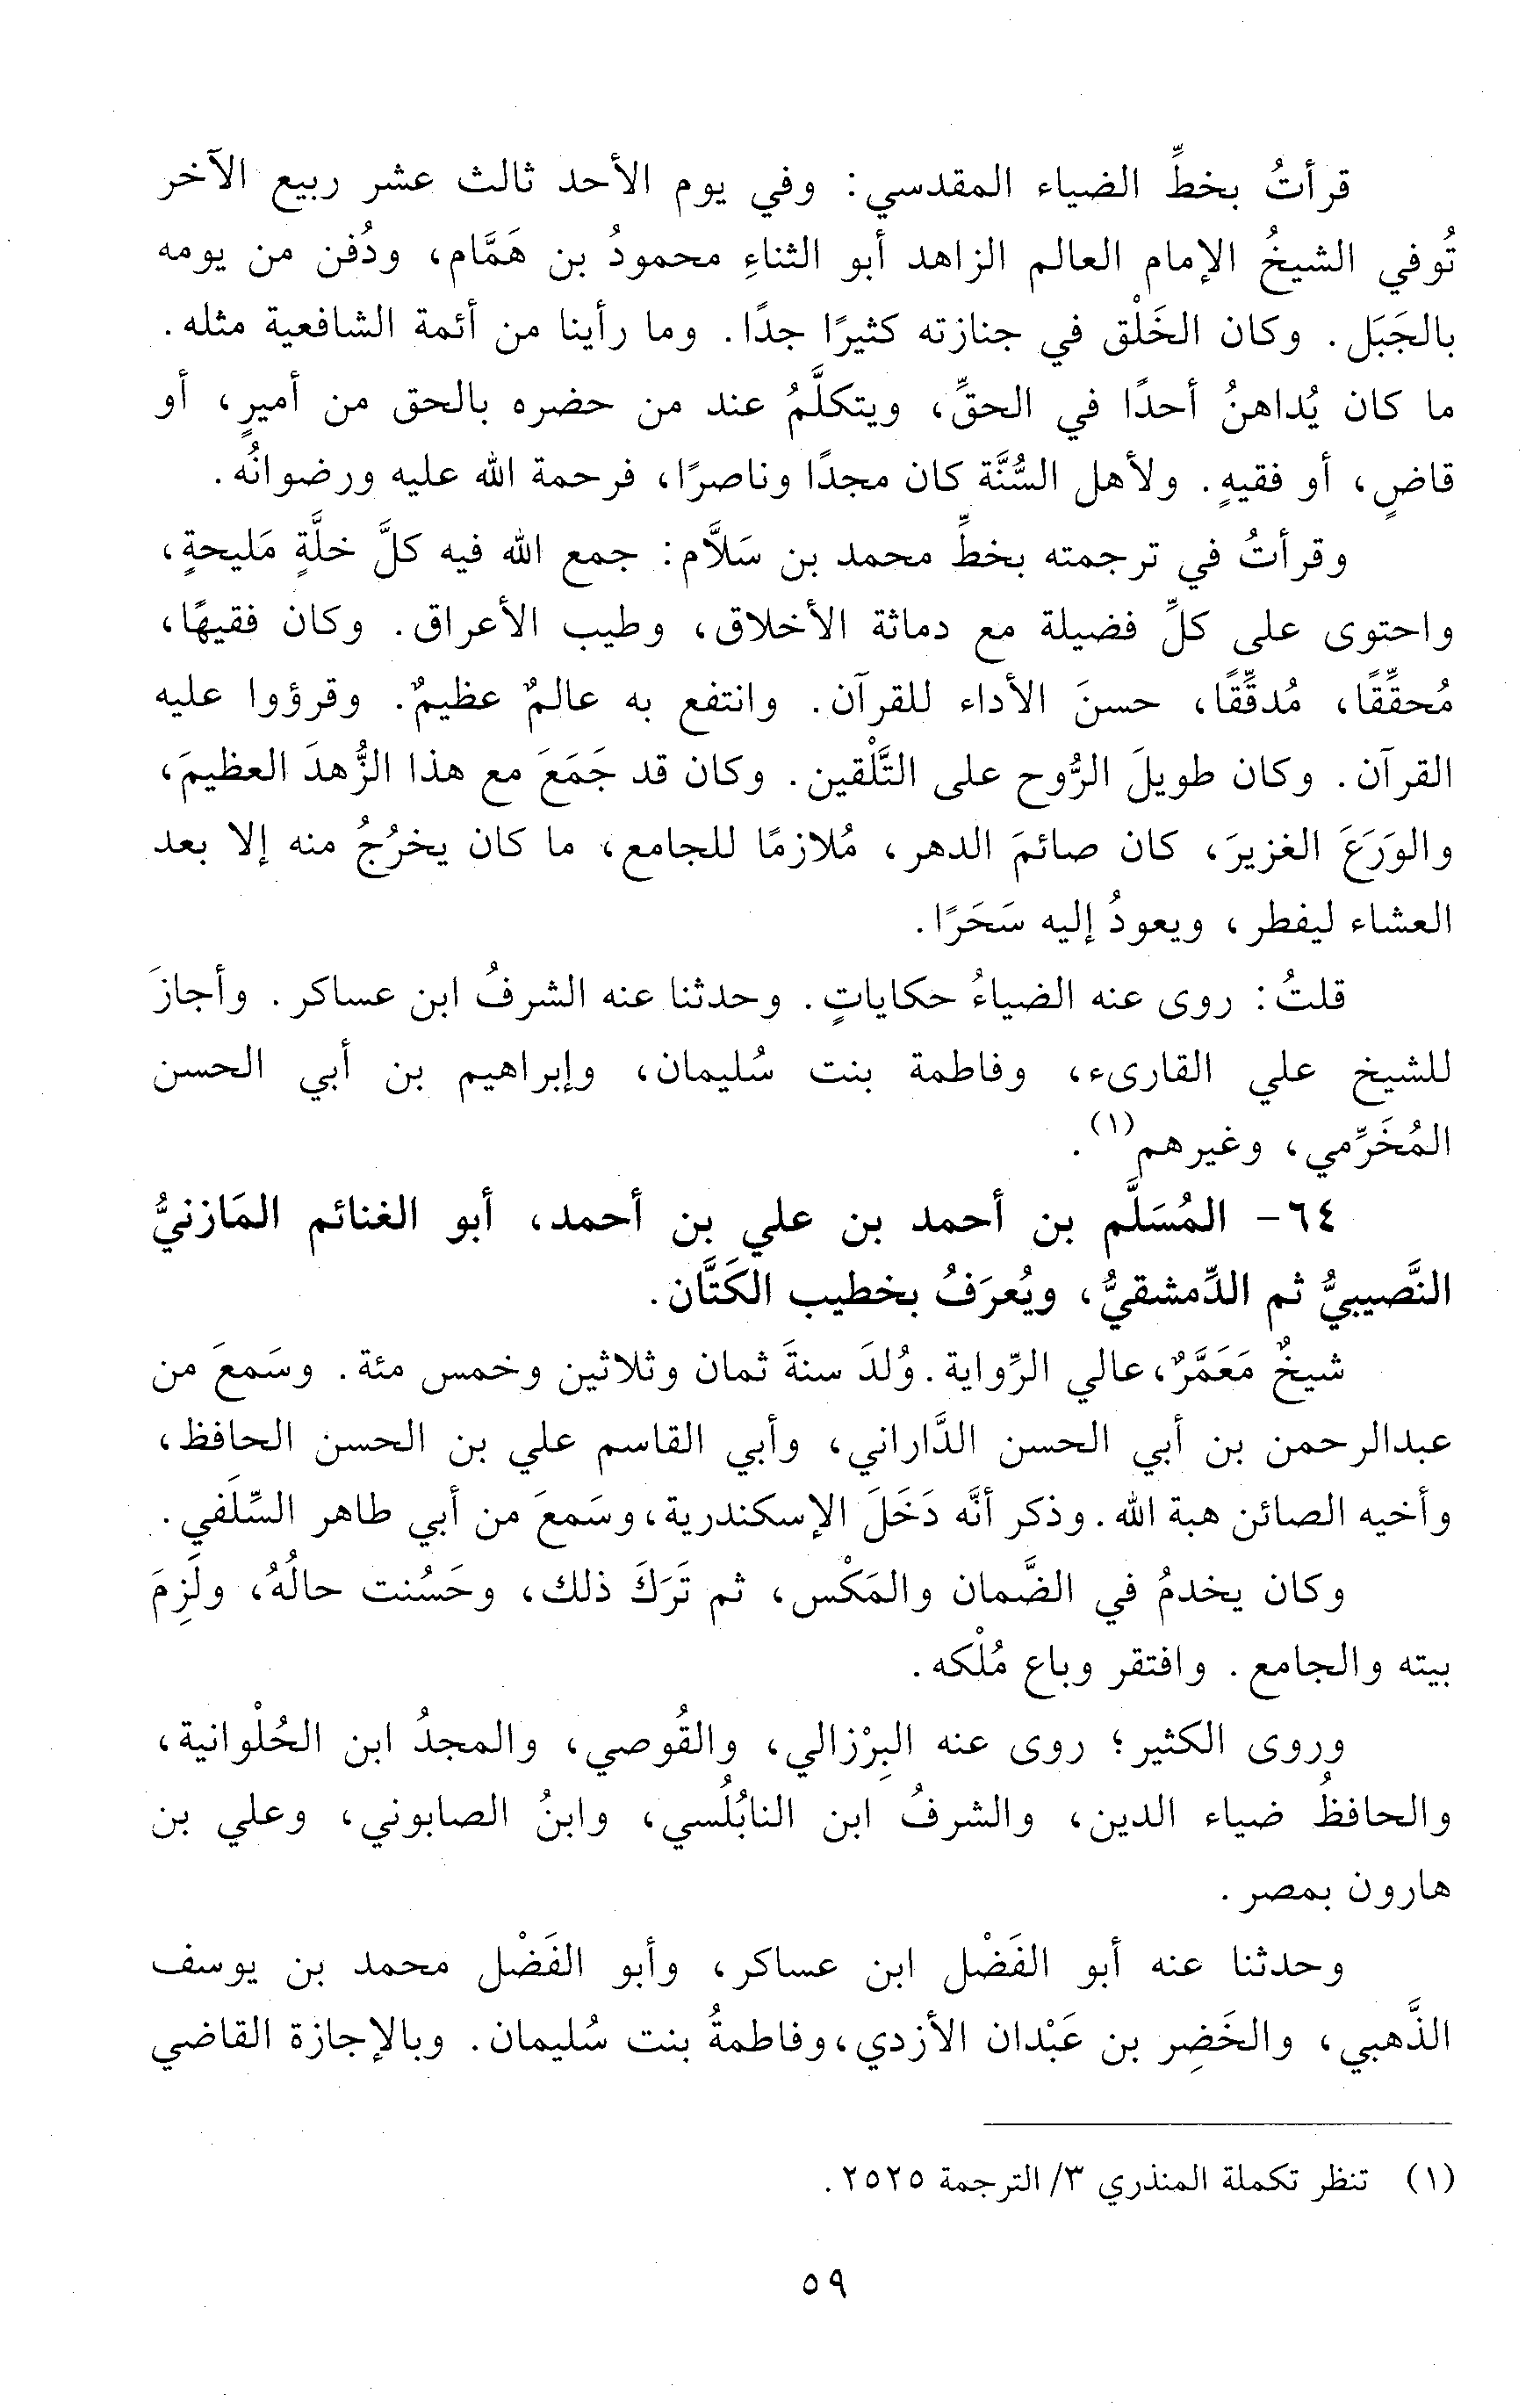 قرأتُ بخطِّ الضياء المقدسي: وفي يوم الأحد ثالث عشر ربيع الآخر
تُوفي الشيخُ الإمام العالم الزاهد أبو الثناءِ محمودُ بن هَمَّام، ودُفن من يومه
بالجَبَل. وكان الخَلْق في جنازته كثيرًا جدًا. وما رأينا من أئمة الشافعية مثله.
ما كان يُداهنُ أحدًا في الحقِّ، ويتكلَّمُ عند من حضره بالحق من أميرٍ، أو
قاضٍ، أو فقيهٍ. ولأهل السُّنَّة كان مجدًا وناصرًا، فرحمة الله عليه ورضوانُه.
وقرأتُ في ترجمته بخطِّ محمد بن سَلَّام: جمع الله فيه كلَّ خلَّةٍ مَليحةٍ،
واحتوى على كلِّ فضيلة مع دماثة الأخلاق، وطيب الأعراق. وكان فقيهًا،
مُحقِّقًا، مُدقِّقًا، حسنَ الأداء للقرآن. وانتفع به عالمٌ عظيمٌ. وقرؤوا عليه
القرآن. وكان طويلَ الرُّوح على التَّلْقين. وكان قد جَمَعَ مع هذا الزُّهدَ العظيمَ،
والوَرَعَ الغزيرَ، كان صائمَ الدهر، مُلازمًا للجامع، ما كان يخرُجُ منه إلا بعد
العشاء ليفطر، ويعودُ إليه سَحَرًا.
قلتُ: روى عنه الضياءُ حكاياتٍ. وحدثنا عنه الشرفُ ابن عساكر. وأجازَ
للشيخ علي القارىء، وفاطمة بنت سُليمان، وإبراهيم بن أبي الحسن
المُخَرِّمي، وغيرهم(١).
٦٤- المُسَلَّم بن أحمد بن علي بن أحمد، أبو الغنائم المَازنيُّ
النَّصيبيُّ ثم الدِّمشقيُّ، ويُعرَفُ بخطيب الكَتَّان.
شيخٌ مَعَمَّرٌ، عالي الرِّواية. وُلدَ سنةَ ثمان وثلاثين وخمس مئة. وسَمعَ من
عبدالرحمن بن أبي الحسن الدَّاراني، وأبي القاسم علي بن الحسن الحافظ،
وأخيه الصائن هبة الله. وذكر أنَّه دَخَلَ الإسكندرية، وسَمعَ من أبي طاهر السِّلَفي.
وكان يخدمُ في الضَّمان والمَكْس، ثم تَرَكَ ذلك، وحَسُنت حالُهُ، ولَزِمَ
بيته والجامع. وافتقر وباع مُلْكه.
وروى الكثير؛ روى عنه البِرْزالي، والقُوصي، والمجدُ ابن الحُلْوانية،
والحافظُ ضياء الدين، والشرفُ ابن النابُلُسي، وابنُ الصابوني، وعلي بن
هارون بمصر.
وحدثنا عنه أبو الفَضْل ابن عساكر، وأبو الفَضْل محمد بن يوسف
الذَّهبي، والخَضِر بن عَبْدان الأزدي، وفاطمةُ بنت سُليمان. وبالإجازة القاضي
(١) تنظر تكملة المنذري ٣/ الترجمة ٢٥٢٥.
٥٩